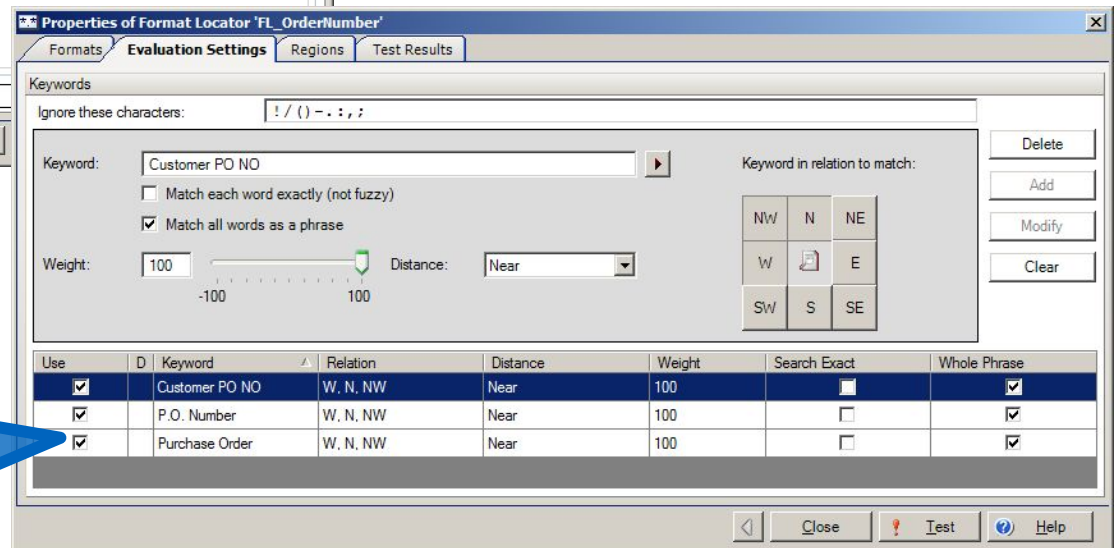 Properties of Format Locator 'FL_OrderNumber'
Formats Evaluation Settings Regions Test Results
Keywords
Ignore these characters: !/()-.:,;
Keyword: Customer PO NO Keyword in relation to match: Delete
Match each word exactly (not fuzzy) Add
Match all words as a phrase NW N NE Modify
Weight: 100 Distance: Near W E Clear
-100 100 SW S SE
Use D Keyword Relation Distance Weight Search Exact Whole Phrase
Customer PO NO W, N, NW Near 100
P.O. Number W, N, NW Near 100
Purchase Order W, N, NW Near 100
Close Test Help